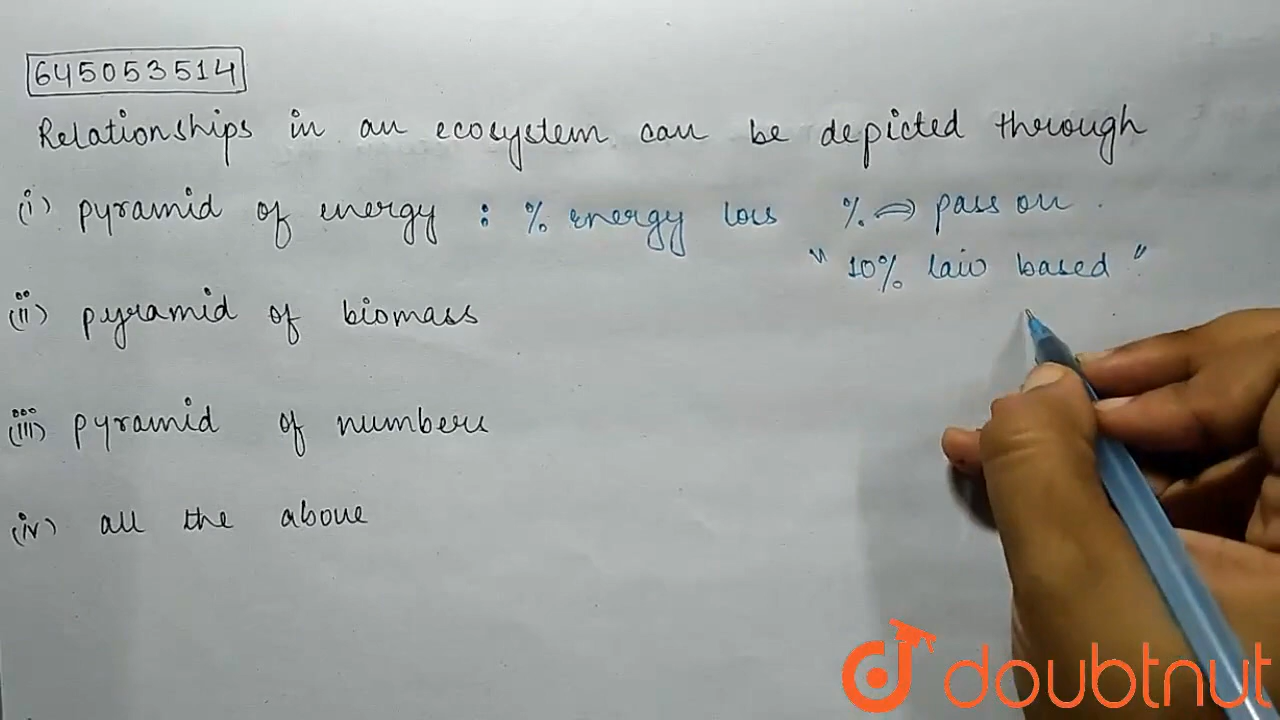 645053514
Relationships in an ecosystem can be depicted through
(i) pyramid of energy : % energy loss % ⇒ pass on.
" 10% law based "
(ii) pyramid of biomass
(iii) pyramid of numbers
(iv) all the above
doubtnut